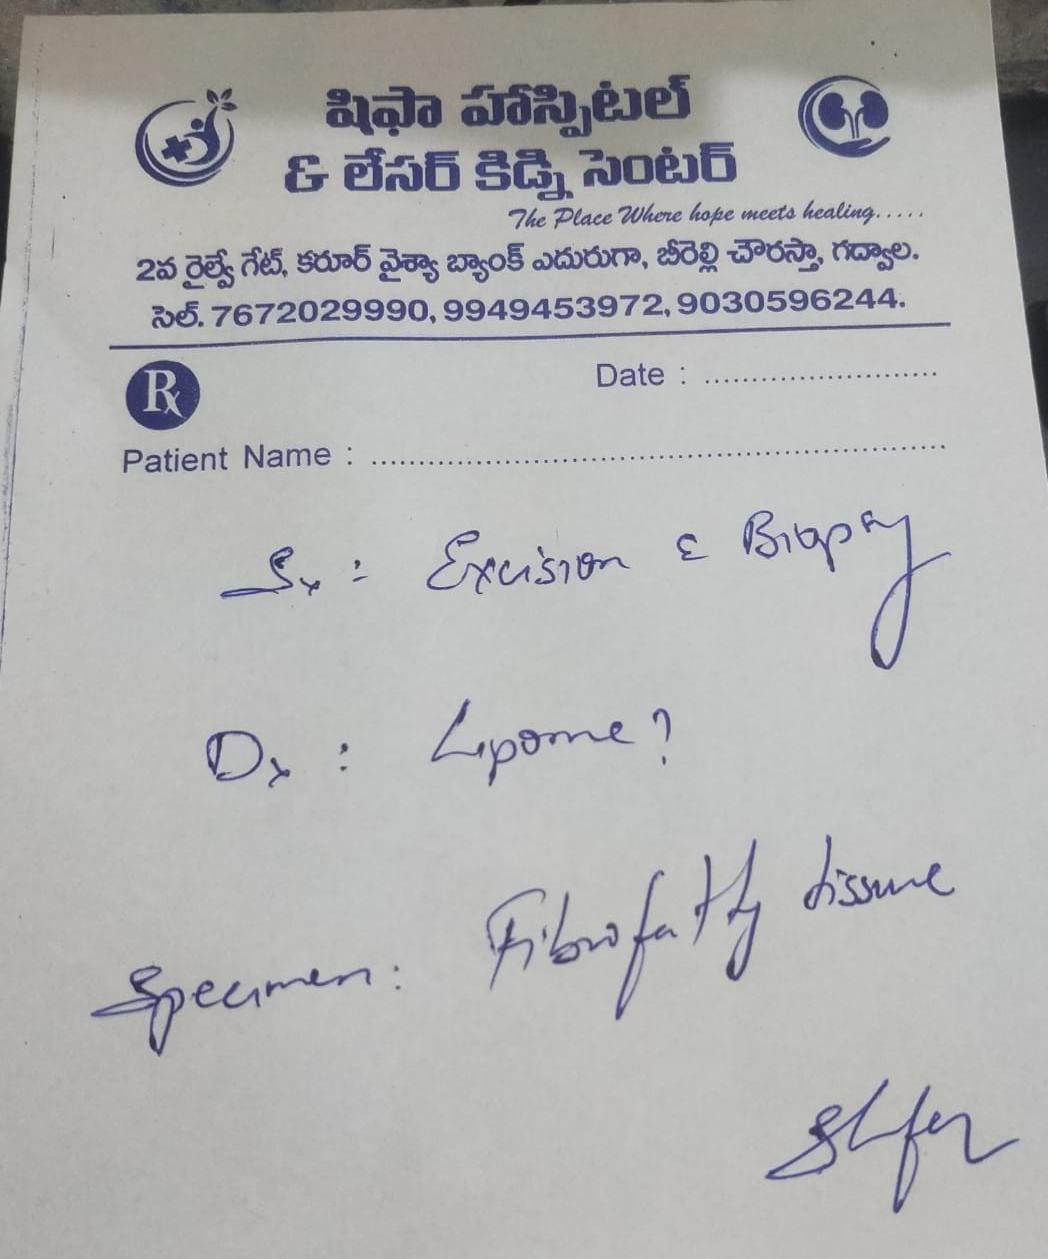 షిఫా హాస్పిటల్
& లేసర్ కిడ్ని సెంటర్
The Place Where hope meets healing.....
2వ రైల్వే గేట్, కరూర్ వైశ్యా బ్యాంక్ ఎదురుగా, బీరెల్లి చౌరస్తా, గద్వాల.
సెల్. 7672029990, 9949453972, 9030596244.
Rx
Date : ..........................
Patient Name : ..............................................................
Sx : Excision & Biopsy
Dx : Lipoma?
Specimen: Fibrofatty tissue